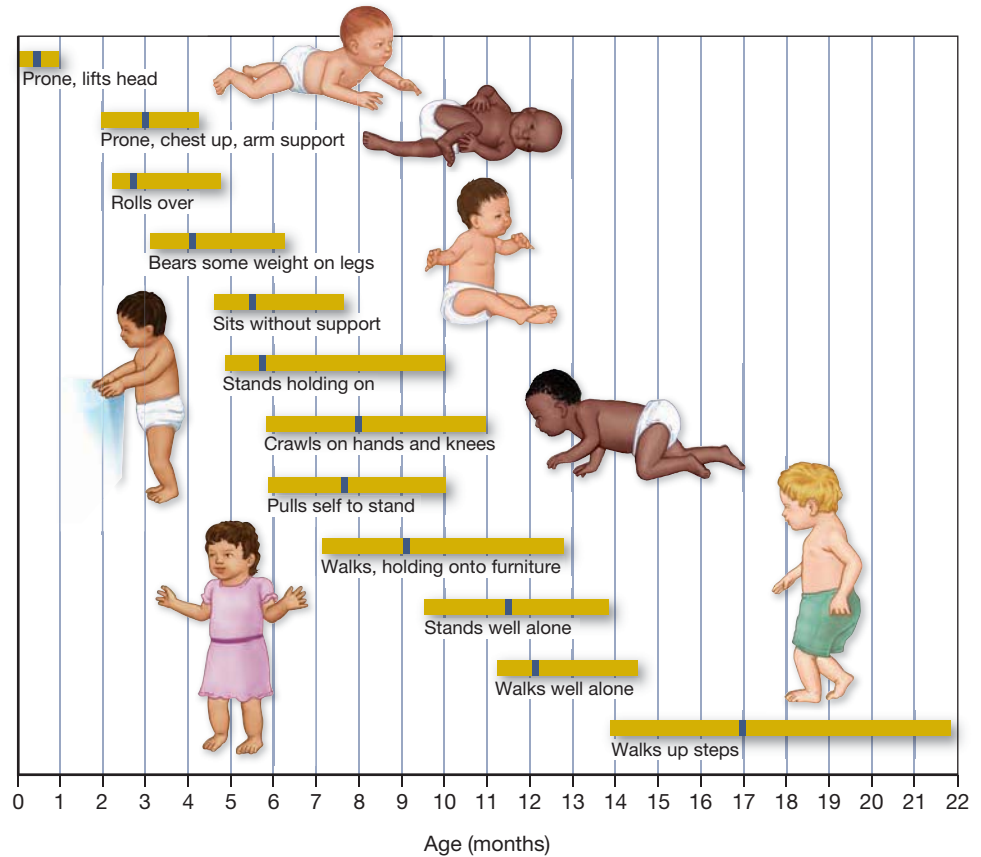 Prone, lifts head
Prone, chest up, arm support
Rolls over
Bears some weight on legs
Sits without support
Stands holding on
Crawls on hands and knees
Pulls self to stand
Walks, holding onto furniture
Stands well alone
Walks well alone
Walks up steps
0 1 2 3 4 5 6 7 8 9 10 11 12 13 14 15 16 17 18 19 20 21 22
Age (months)